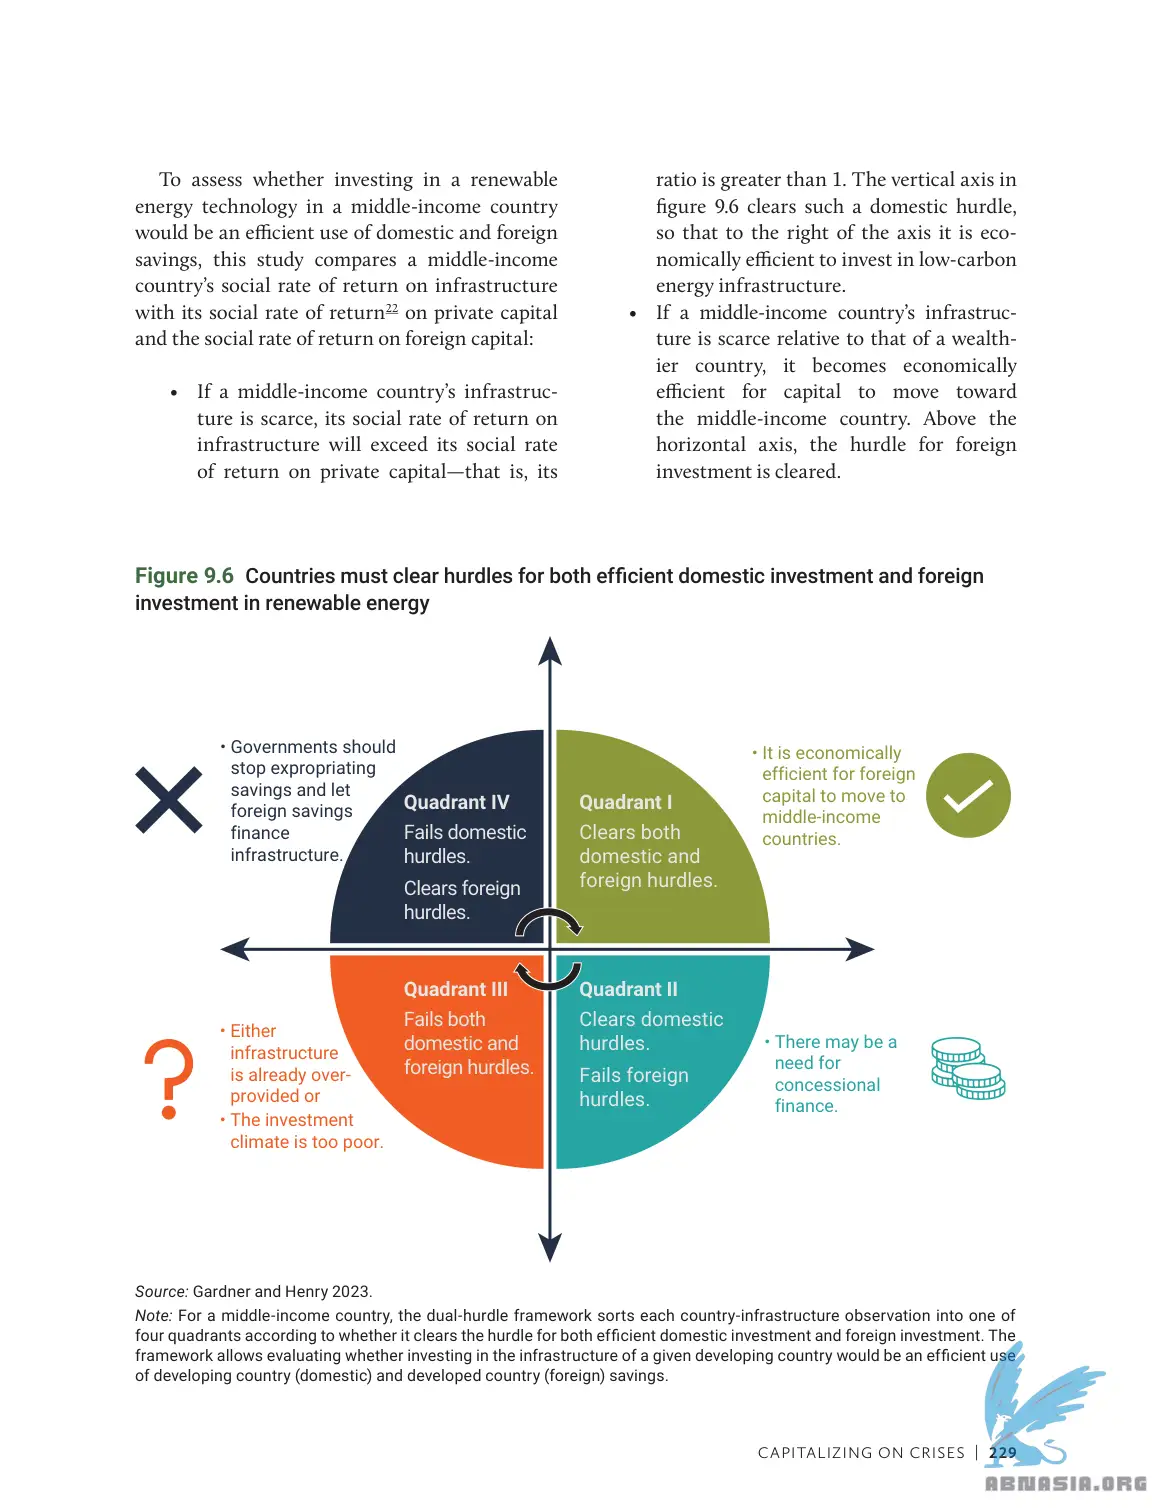 To assess whether investing in a renewable
energy technology in a middle-income country
would be an efficient use of domestic and foreign
savings, this study compares a middle-income
country's social rate of return on infrastructure
with its social rate of return22 on private capital
and the social rate of return on foreign capital:
• If a middle-income country's infrastruc-
ture is scarce, its social rate of return on
infrastructure will exceed its social rate
of return on private capital—that is, its
ratio is greater than 1. The vertical axis in
figure 9.6 clears such a domestic hurdle,
so that to the right of the axis it is eco-
nomically efficient to invest in low-carbon
energy infrastructure.
• If a middle-income country's infrastruc-
ture is scarce relative to that of a wealth-
ier country, it becomes economically
efficient for capital to move toward
the middle-income country. Above the
horizontal axis, the hurdle for foreign
investment is cleared.
Figure 9.6 Countries must clear hurdles for both efficient domestic investment and foreign
investment in renewable energy
• Governments should
stop expropriating
savings and let
foreign savings
finance
infrastructure.
Quadrant IV
Fails domestic
hurdles.
Clears foreign
hurdles.
Quadrant I
Clears both
domestic and
foreign hurdles.
• It is economically
efficient for foreign
capital to move to
middle-income
countries.
• Either
infrastructure
is already over-
provided or
• The investment
climate is too poor.
Quadrant III
Fails both
domestic and
foreign hurdles.
Quadrant II
Clears domestic
hurdles.
Fails foreign
hurdles.
• There may be a
need for
concessional
finance.
Source: Gardner and Henry 2023.
Note: For a middle-income country, the dual-hurdle framework sorts each country-infrastructure observation into one of
four quadrants according to whether it clears the hurdle for both efficient domestic investment and foreign investment. The
framework allows evaluating whether investing in the infrastructure of a given developing country would be an efficient use
of developing country (domestic) and developed country (foreign) savings.
CAPITALIZING ON CRISES | 229
ABNASIA.ORG